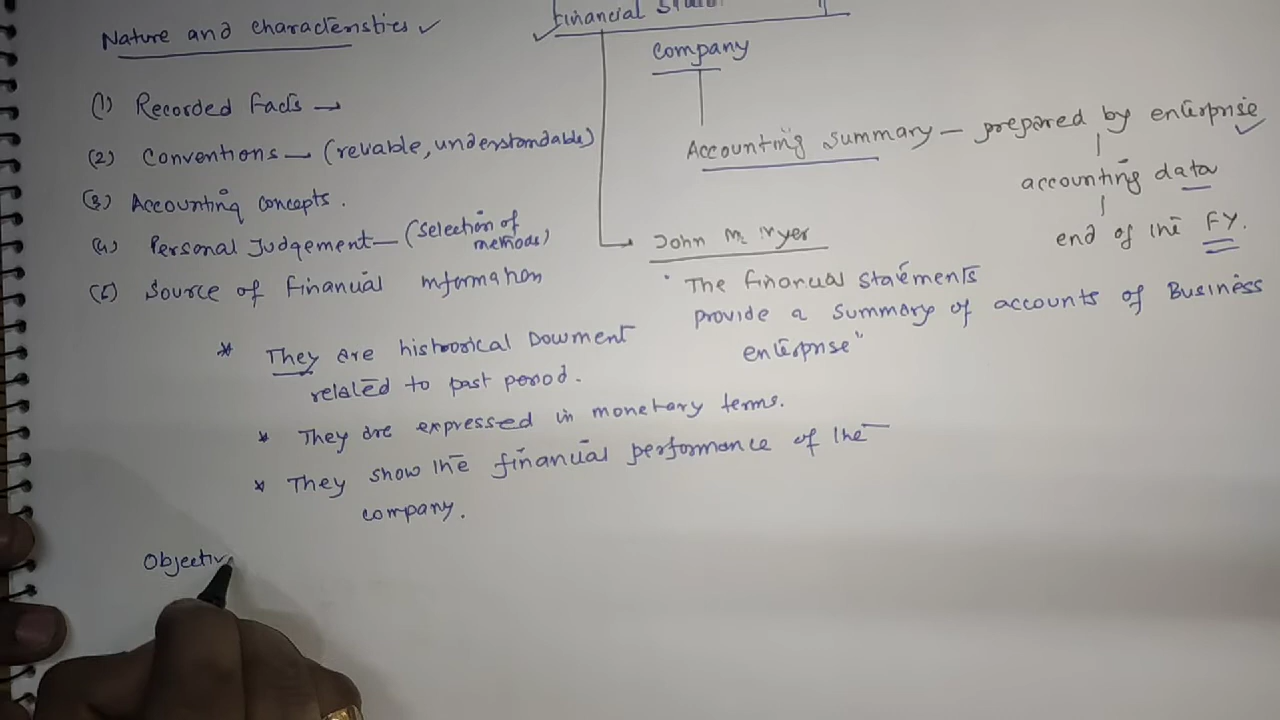 Nature and characteristics
(1) Recorded Facts →
(2) Conventions — (reliable, understandable)
(3) Accounting concepts.
(4) Personal Judgement — (selection of methods)
(5) Source of Financial information
* They are historical Document
related to past period.
* They are expressed in monetary terms.
* They show the financial performance of the
company.
Objectiv
Financial
Company
Accounting Summary — prepared by enterprise
accounting data
end of the FY.
John
"The financial statements
provide a summary of accounts of Business
enterprise"